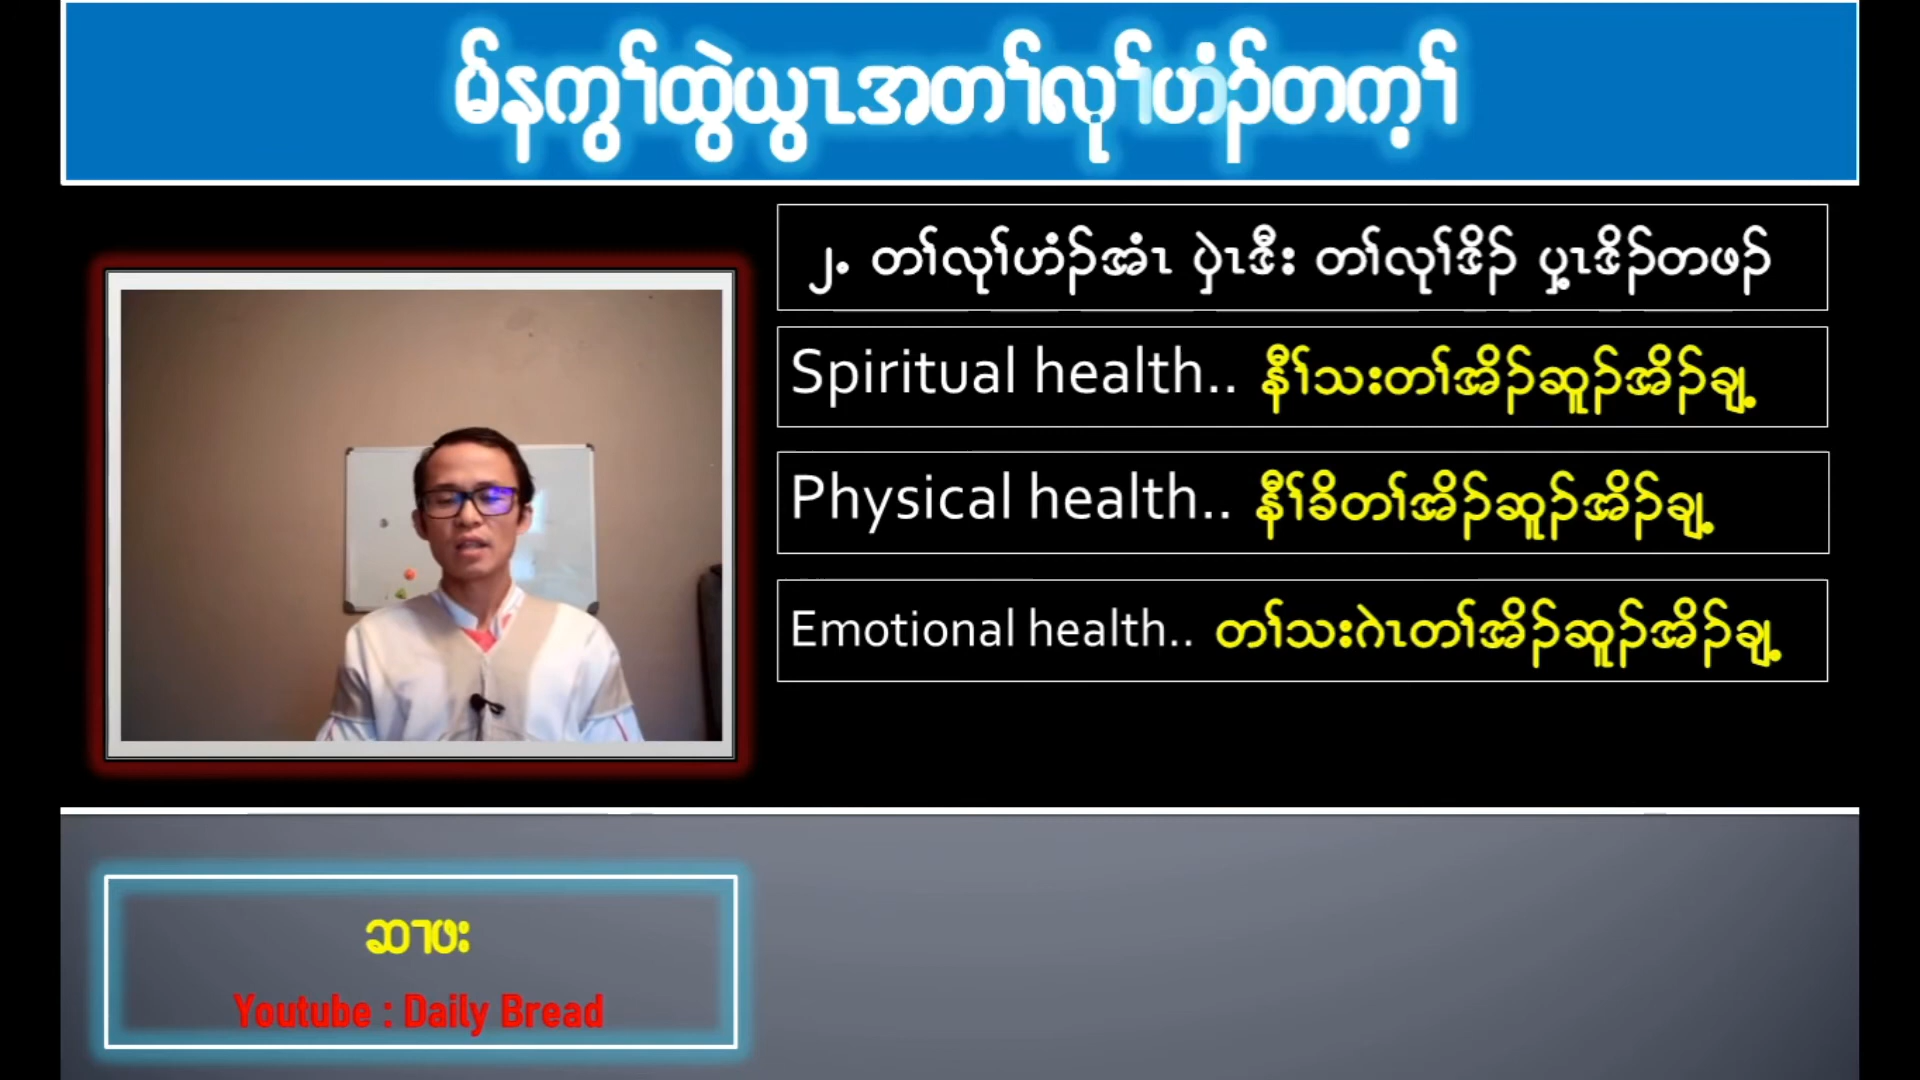 မ်နကွၢ်ထွဲယွၤအတၢ်လုၢ်ဟံၣ်တက့ၢ်
၂. တၢ်လုၢ်ဟံၣ်အံၤ ပှဲၤဒီး တၢ်လုၢ်ဒိၣ် ပှ့ၤဒိၣ်တဖၣ်
Spiritual health.. နီၢ်သးတၢ်အိၣ်ဆူၣ်အိၣ်ချ့
Physical health.. နီၢ်ခိတၢ်အိၣ်ဆူၣ်အိၣ်ချ့
Emotional health.. တၢ်သးဂဲၤတၢ်အိၣ်ဆူၣ်အိၣ်ချ့
ဆၢဖး
Youtube : Daily Bread